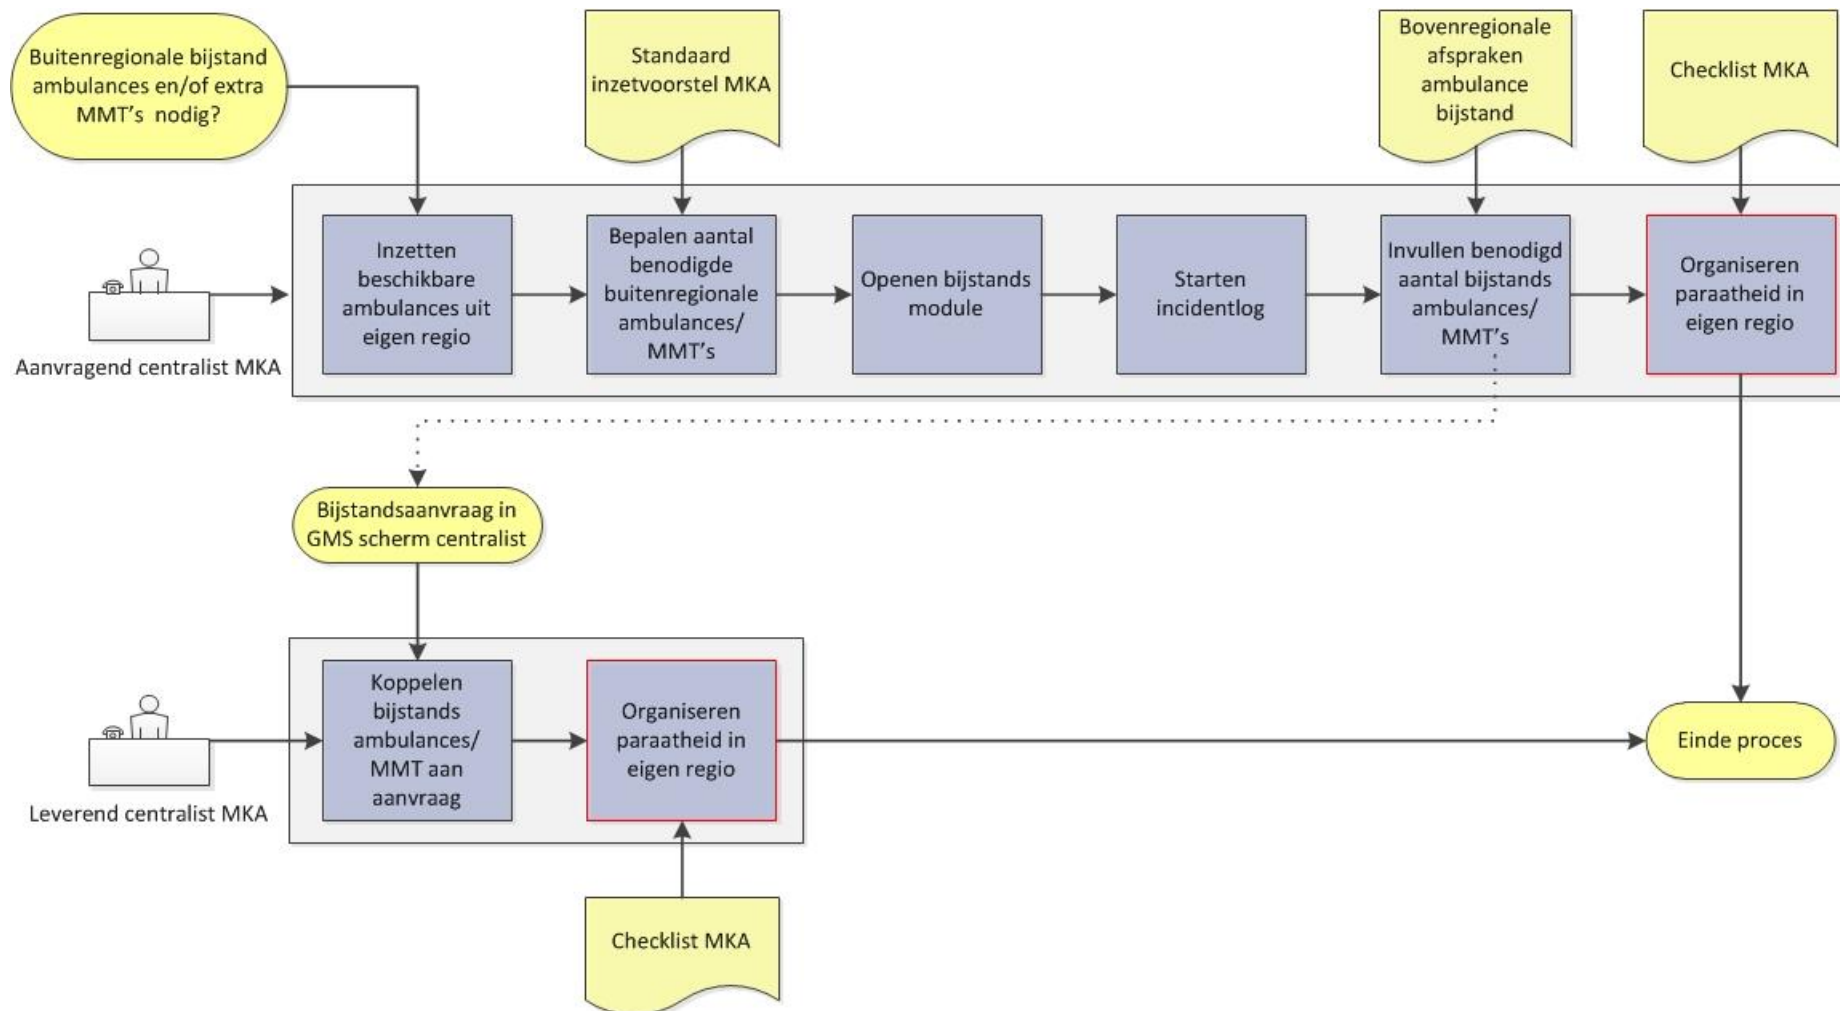 Buitenregionale bijstand
ambulances en/of extra
MMT's nodig?
Standaard
inzetvoorstel MKA
Bovenregionale
afspraken
ambulance
bijstand
Checklist MKA
Aanvragend centralist MKA
Inzetten
beschikbare
ambulances uit
eigen regio
Bepalen aantal
benodigde
buitenregionale
ambulances/
MMT's
Openen bijstands
module
Starten
incidentlog
Invullen benodigd
aantal bijstands
ambulances/
MMT's
Organiseren
paraatheid in
eigen regio
Bijstandsaanvraag in
GMS scherm centralist
Leverend centralist MKA
Koppelen
bijstands
ambulances/
MMT aan
aanvraag
Organiseren
paraatheid in
eigen regio
Einde proces
Checklist MKA